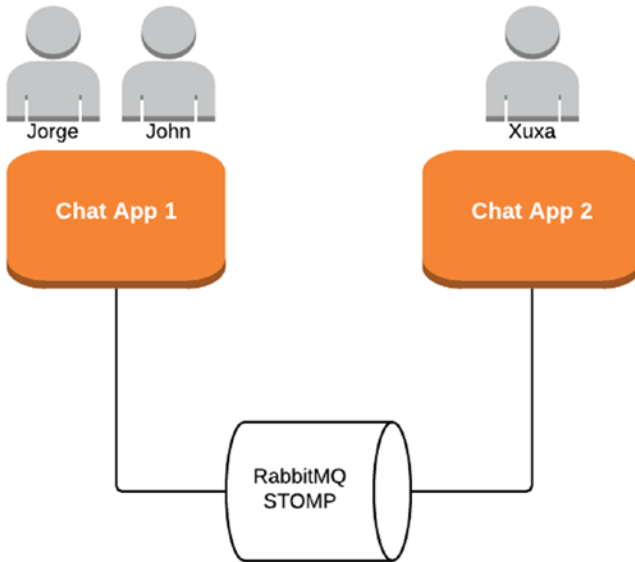 Jorge
John
Xuxa
Chat App 1
Chat App 2
RabbitMQ
STOMP